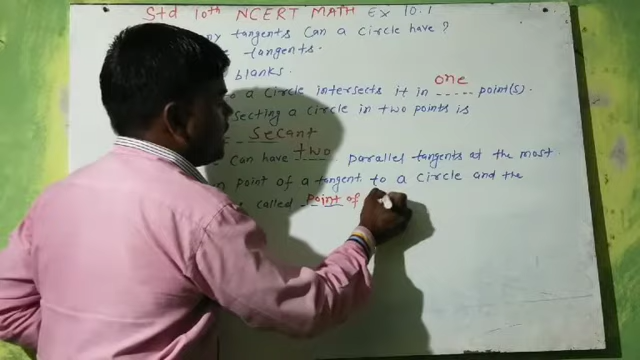 Std 10th NCERT MATH Ex 10.1
ny tangents Can a Circle have?
tangents.
blanks.
o a Circle intersects it in one point(s).
secting a circle in two points is
secant
Can have two parallel tangents at the most.
n point of a tangent to a circle and the
called point of